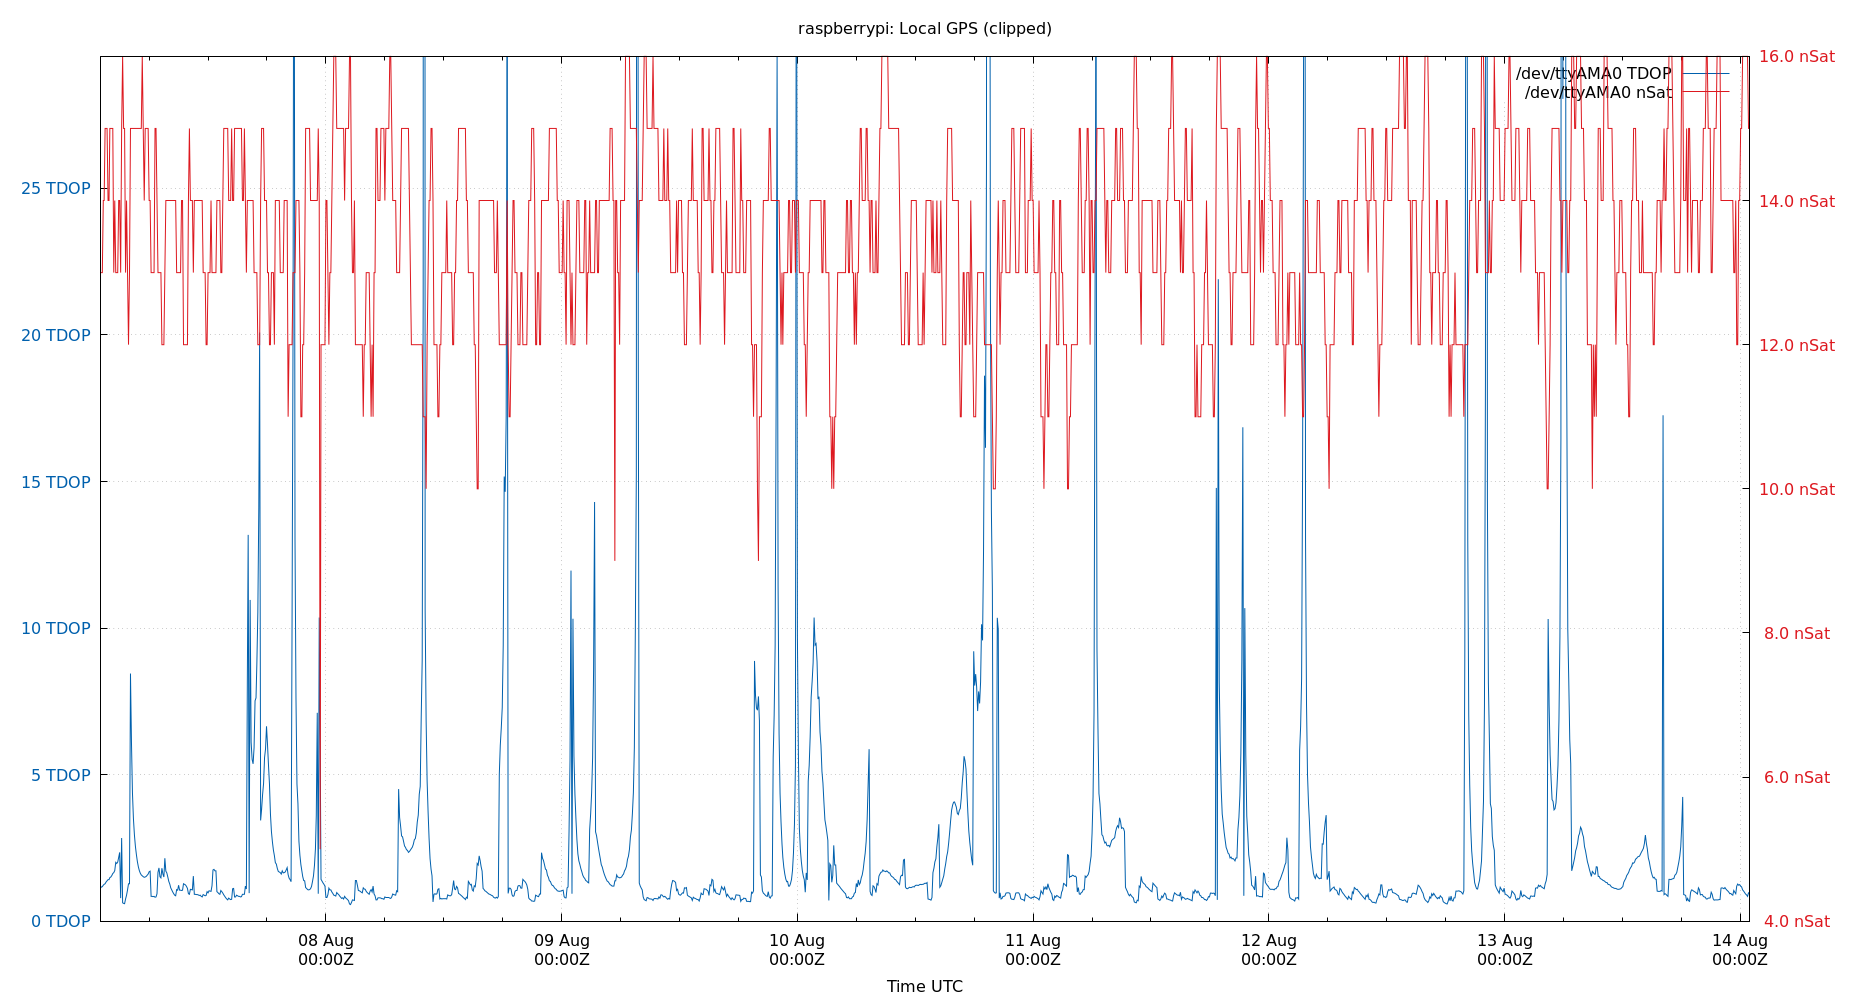 raspberrypi: Local GPS (clipped)
16.0 nSat
/dev/ttyAMA0 TDOP
/dev/ttyAMA0 nSat
25 TDOP
14.0 nSat
20 TDOP
12.0 nSat
15 TDOP
10.0 nSat
10 TDOP
8.0 nSat
5 TDOP
6.0 nSat
0 TDOP
4.0 nSat
08 Aug 09 Aug 10 Aug 11 Aug 12 Aug 13 Aug 14 Aug
00:00Z 00:00Z 00:00Z 00:00Z 00:00Z 00:00Z 00:00Z
Time UTC